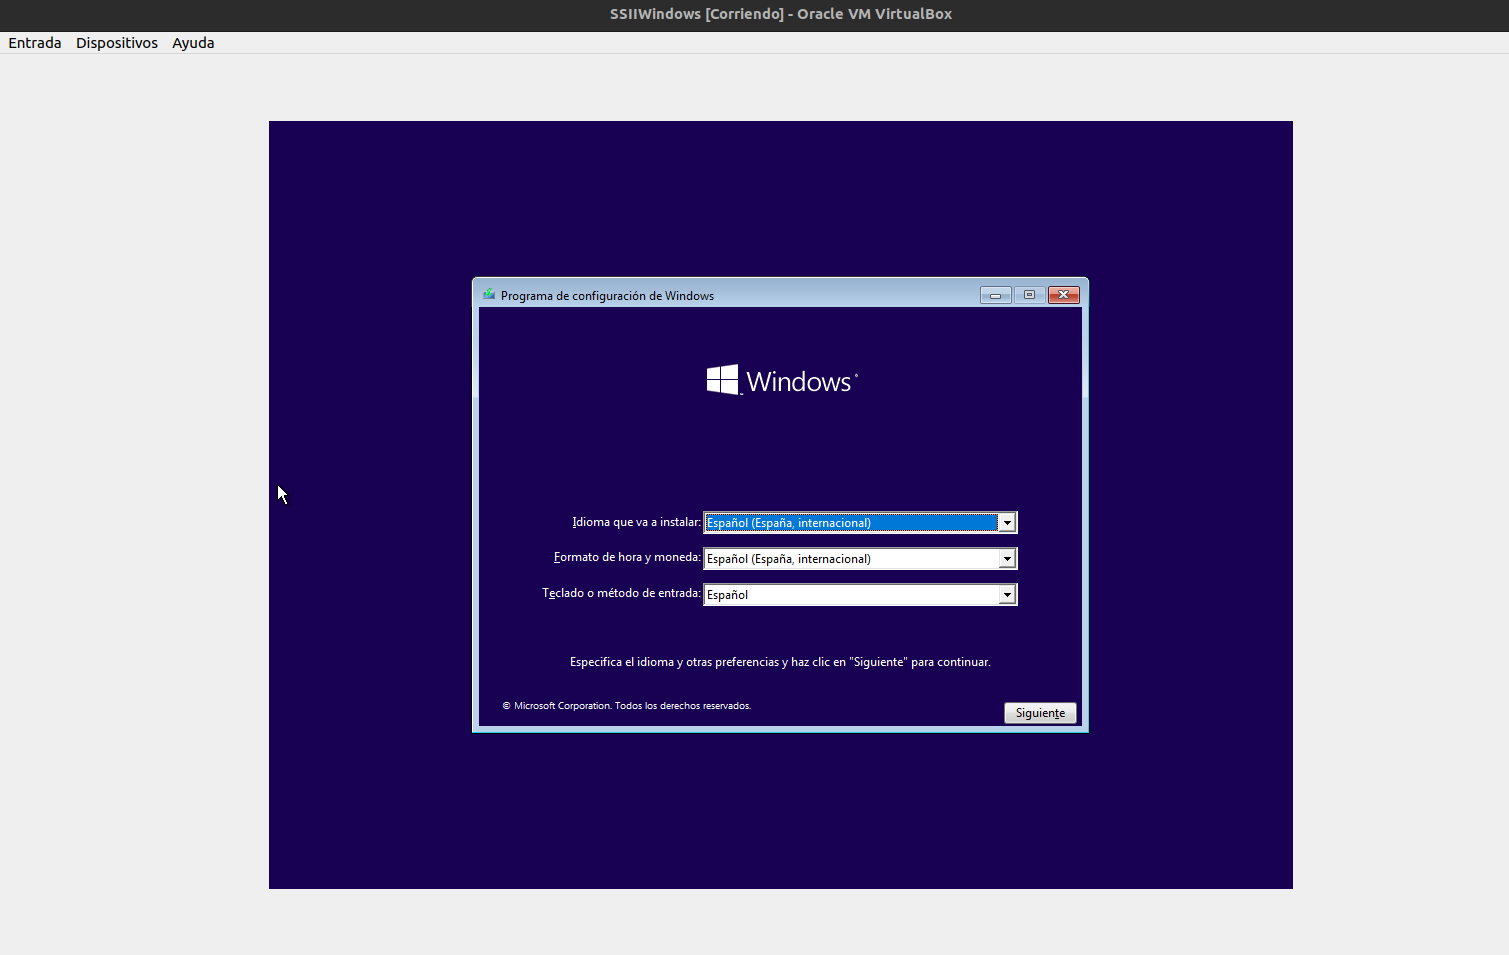 SSIIWindows [Corriendo] - Oracle VM VirtualBox
Entrada Dispositivos Ayuda
Programa de configuración de Windows
Windows
Idioma que va a instalar: Español (España, internacional)
Formato de hora y moneda: Español (España, internacional)
Teclado o método de entrada: Español
Especifica el idioma y otras preferencias y haz clic en "Siguiente" para continuar.
© Microsoft Corporation. Todos los derechos reservados.
Siguiente